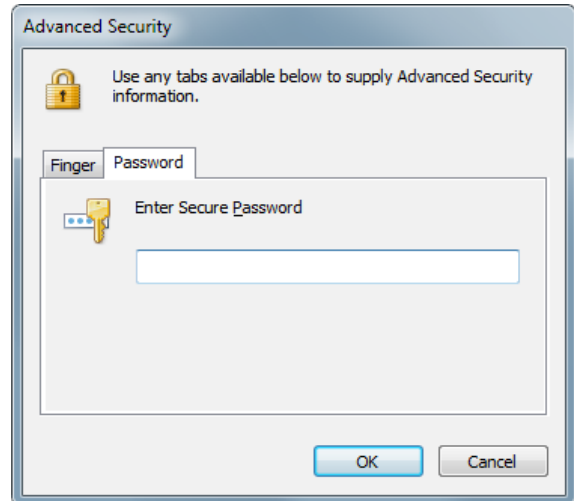 Advanced Security
Use any tabs available below to supply Advanced Security
information.
Finger Password
Enter Secure Password
OK Cancel